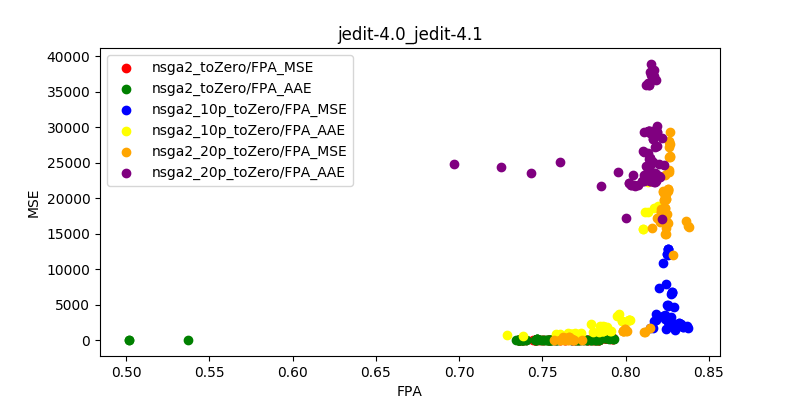 jedit-4.0_jedit-4.1
nsga2_toZero/FPA_MSE
nsga2_toZero/FPA_AAE
nsga2_10p_toZero/FPA_MSE
nsga2_10p_toZero/FPA_AAE
nsga2_20p_toZero/FPA_MSE
nsga2_20p_toZero/FPA_AAE
MSE
40000
35000
30000
25000
20000
15000
10000
5000
0
0.50 0.55 0.60 0.65 0.70 0.75 0.80 0.85
FPA